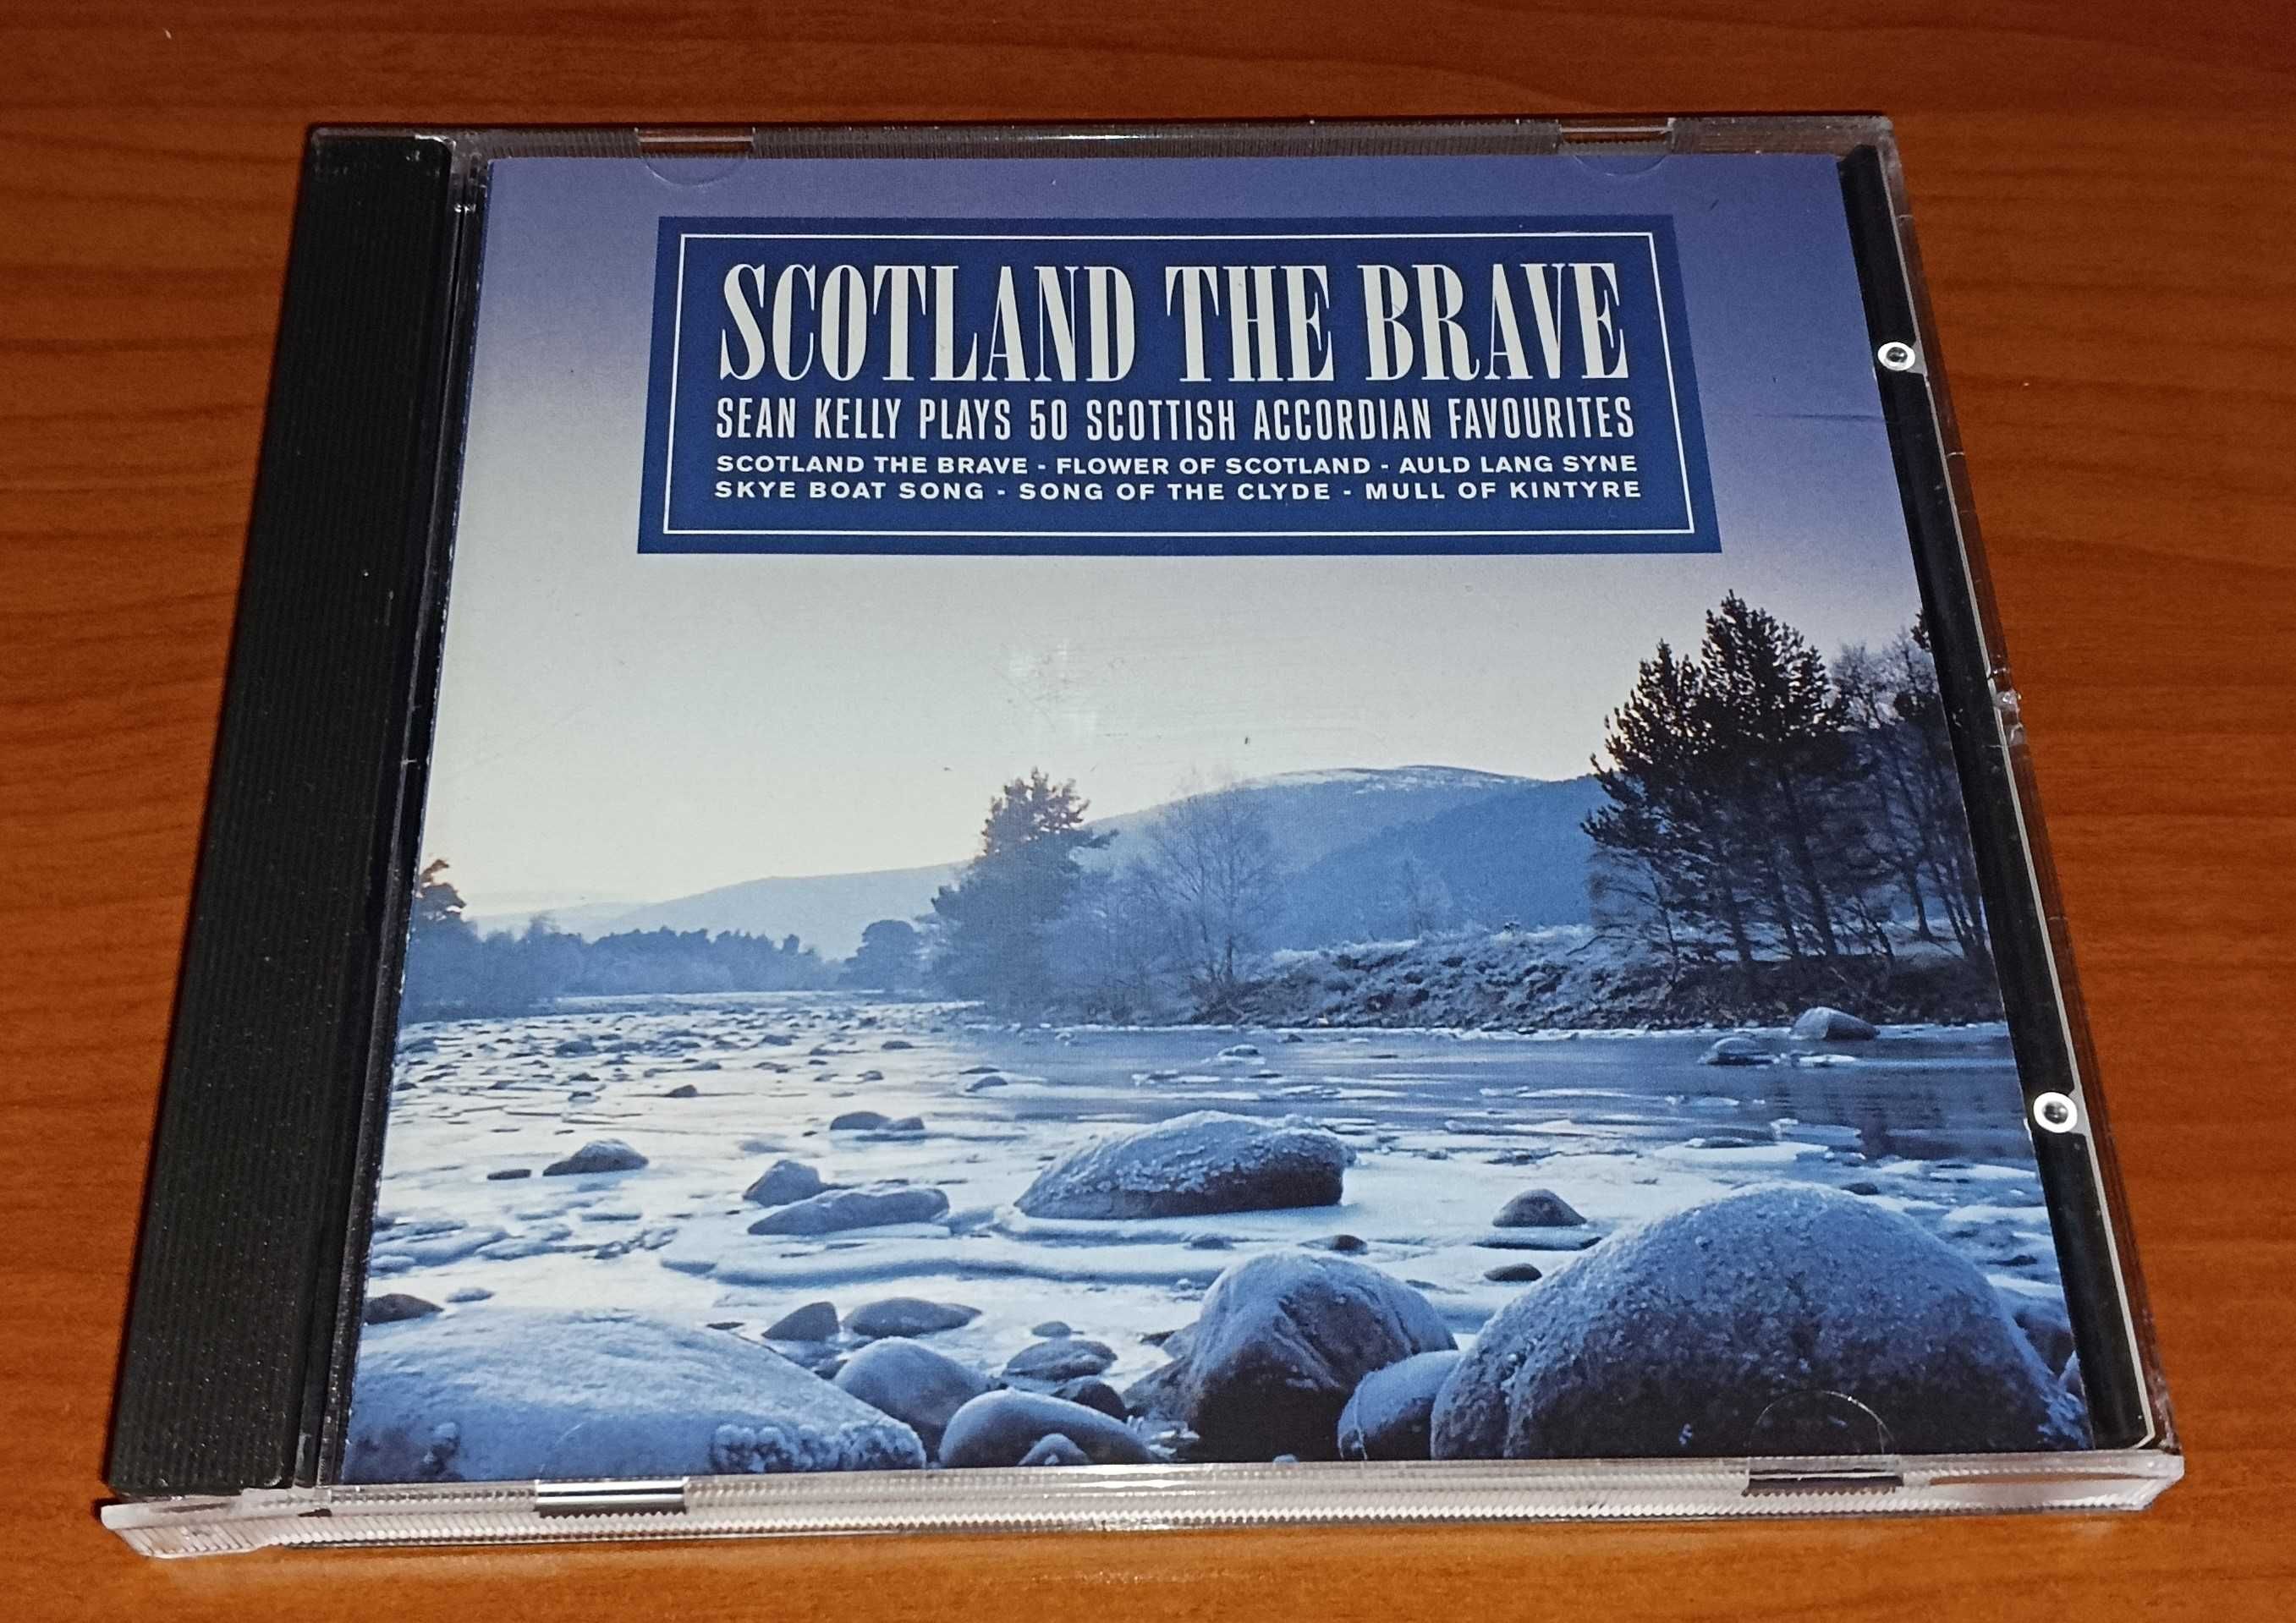 SCOTLAND THE BRAVE
SEAN KELLY PLAYS 50 SCOTTISH ACCORDIAN FAVOURITES
SCOTLAND THE BRAVE - FLOWER OF SCOTLAND - AULD LANG SYNE
SKYE BOAT SONG - SONG OF THE CLYDE - MULL OF KINTYRE